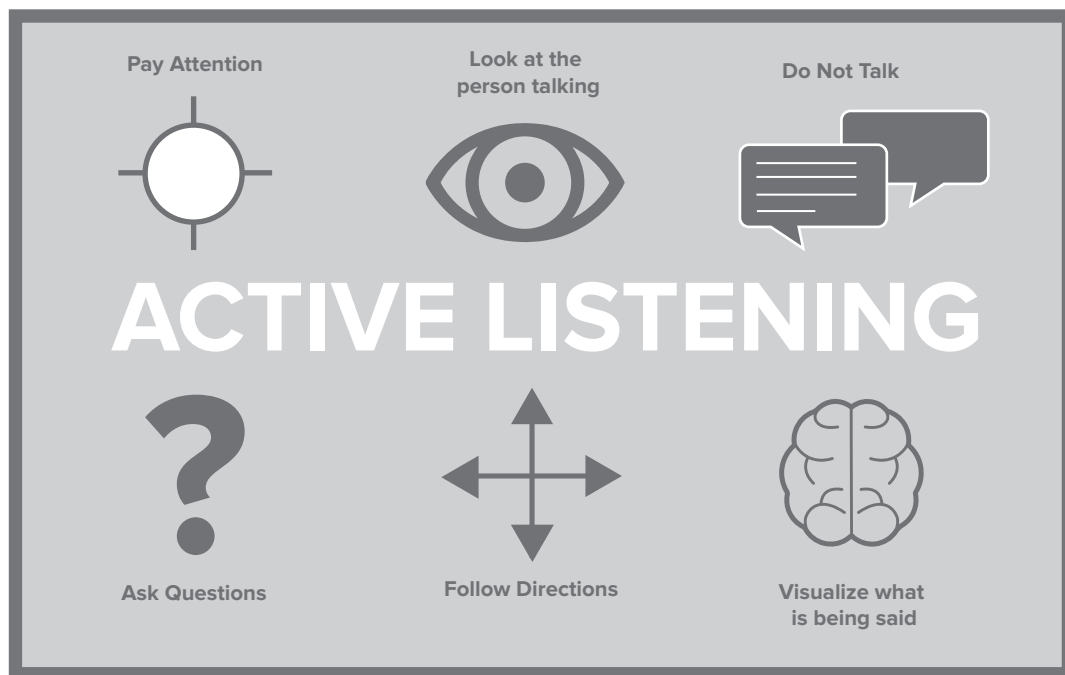 Pay Attention
Look at the
person talking
Do Not Talk
ACTIVE LISTENING
Ask Questions
Follow Directions
Visualize what
is being said